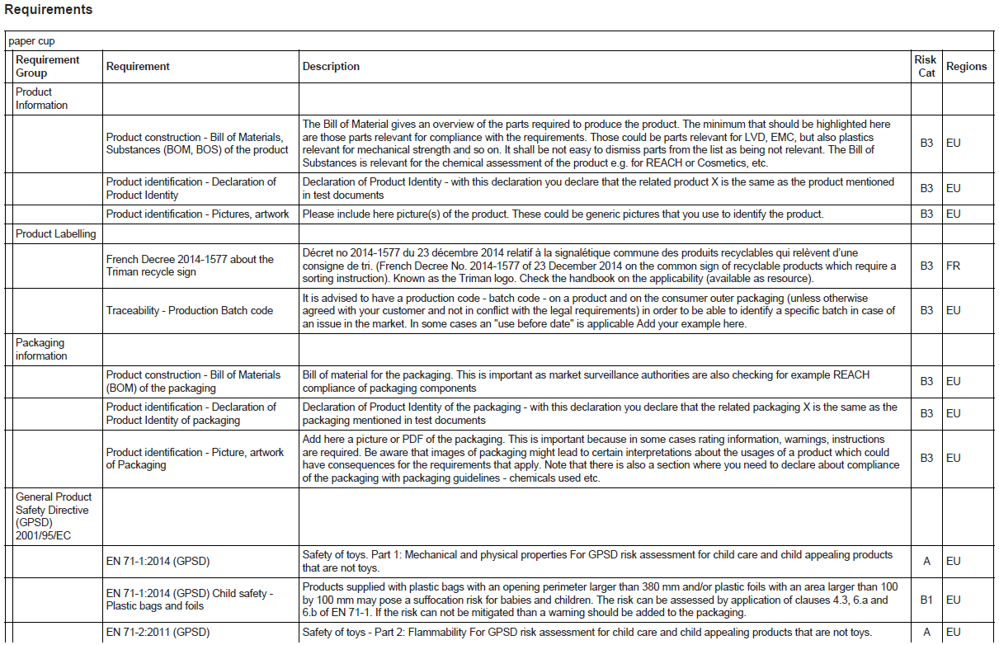 Requirements
paper cup
Requirement
Group
Requirement
Description
Risk
Cat
Regions
Product
Information
Product construction - Bill of Materials,
Substances (BOM, BOS) of the product
The Bill of Material gives an overview of the parts required to produce the product. The minimum that should be highlighted here
are those parts relevant for compliance with the requirements. Those could be parts relevant for LVD, EMC, but also plastics
relevant for mechanical strength and so on. It shall be not easy to dismiss parts from the list as being not relevant. The Bill of
Substances is relevant for the chemical assessment of the product e.g. for REACH or Cosmetics, etc.
B3
EU
Product identification - Declaration of
Product Identity
Declaration of Product Identity - with this declaration you declare that the related product X is the same as the product mentioned
in test documents
B3
EU
Product identification - Pictures, artwork
Please include here picture(s) of the product. These could be generic pictures that you use to identify the product.
B3
EU
Product Labelling
French Decree 2014-1577 about the
Triman recycle sign
Décret no 2014-1577 du 23 décembre 2014 relatif à la signalétique commune des produits recyclables qui relèvent d'une
consigne de tri. (French Decree No. 2014-1577 of 23 December 2014 on the common sign of recyclable products which require a
sorting instruction). Known as the Triman logo. Check the handbook on the applicability (available as resource).
B3
FR
Traceability - Production Batch code
It is advised to have a production code - batch code - on a product and on the consumer outer packaging (unless otherwise
agreed with your customer and not in conflict with the legal requirements) in order to be able to identify a specific batch in case of
an issue in the market. In some cases an "use before date" is applicable Add your example here.
B3
EU
Packaging
information
Product construction - Bill of Materials
(BOM) of the packaging
Bill of material for the packaging. This is important as market surveillance authorities are also checking for example REACH
compliance of packaging components
B3
EU
Product identification - Declaration of
Product Identity of packaging
Declaration of Product Identity of the packaging - with this declaration you declare that the related packaging X is the same as the
packaging mentioned in test documents
B3
EU
Product identification - Picture, artwork
of Packaging
Add here a picture or PDF of the packaging. This is important because in some cases rating information, warnings, instructions
are required. Be aware that images of packaging might lead to certain interpretations about the usages of a product which could
have consequences for the requirements that apply. Note that there is also a section where you need to declare about compliance
of the packaging with packaging guidelines - chemicals used etc.
B3
EU
General Product
Safety Directive
(GPSD)
2001/95/EC
EN 71-1:2014 (GPSD)
Safety of toys. Part 1: Mechanical and physical properties For GPSD risk assessment for child care and child appealing products
that are not toys.
A
EU
EN 71-1:2014 (GPSD) Child safety -
Plastic bags and foils
Products supplied with plastic bags with an opening perimeter larger than 380 mm and/or plastic foils with an area larger than 100
by 100 mm may pose a suffocation risk for babies and children. The risk can be assessed by application of clauses 4.3, 6.a and
6.b of EN 71-1. If the risk can not be mitigated than a warning should be added to the packaging.
B1
EU
EN 71-2:2011 (GPSD)
Safety of toys - Part 2: Flammability For GPSD risk assessment for child care and child appealing products that are not toys.
A
EU